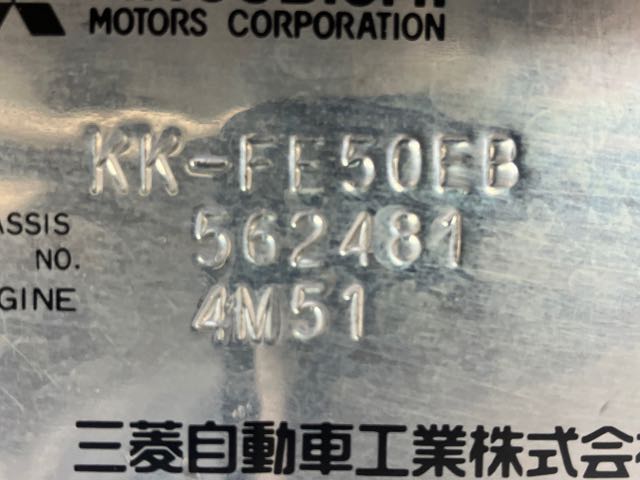 MITSUBISHI
MOTORS CORPORATION
KK-FE50EB
ASSIS
NO. 562481
GINE 4M51
三菱自動車工業株式会